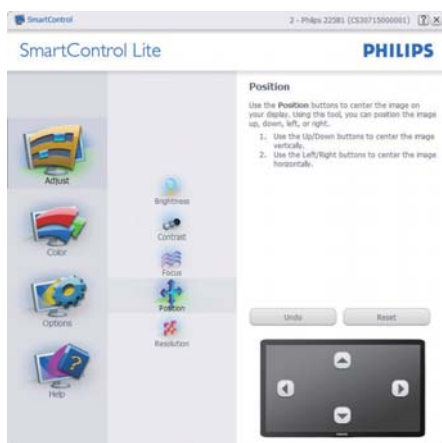 SmartControl
2 - Philips 225B1 (CS30715000001)
SmartControl Lite
PHILIPS
Position
Use the Position buttons to center the image on
your display. Using the tool, you can position the image
up, down, left, or right.
1. Use the Up/Down buttons to center the image
vertically.
2. Use the Left/Right buttons to center the image
horizontally.
Adjust
Color
Options
Help
Brightness
Contrast
Focus
Position
Resolution
Undo
Reset